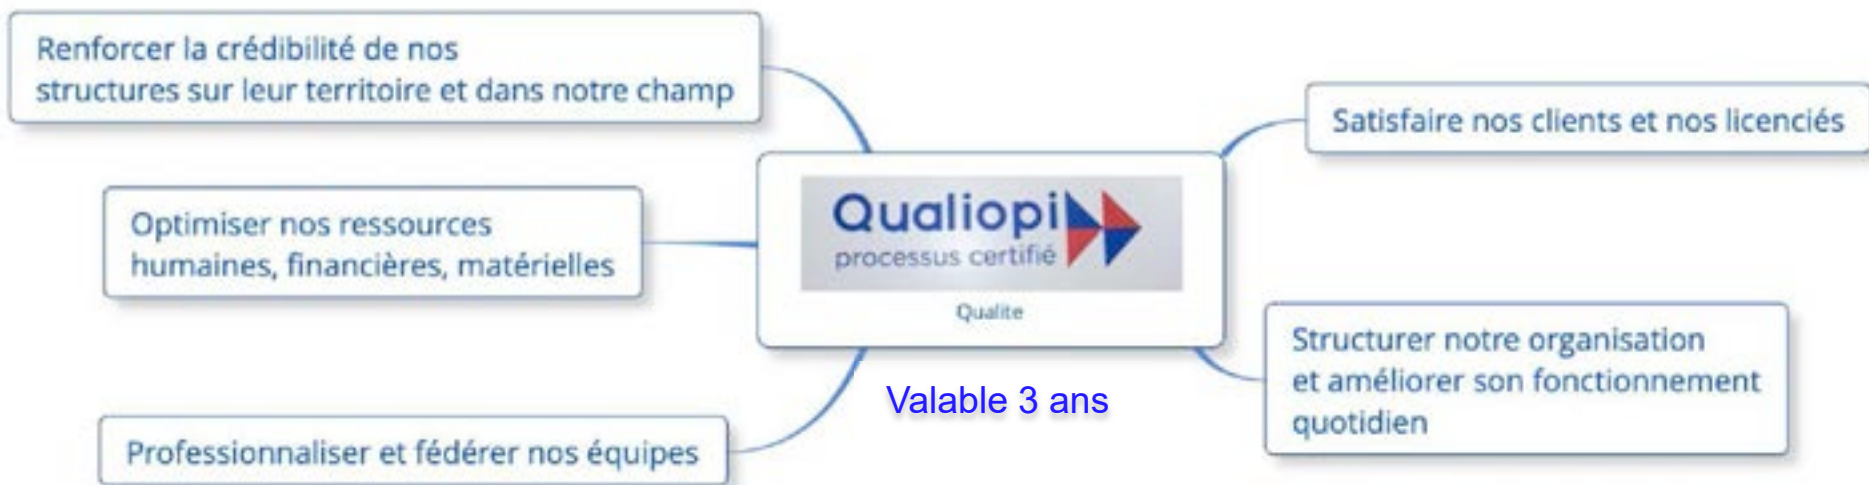 Renforcer la crédibilité de nos
structures sur leur territoire et dans notre champ
Satisfaire nos clients et nos licenciés
Optimiser nos ressources
humaines, financières, matérielles
Qualiopi
processus certifié
Qualite
Structurer notre organisation
et améliorer son fonctionnement
quotidien
Valable 3 ans
Professionnaliser et fédérer nos équipes